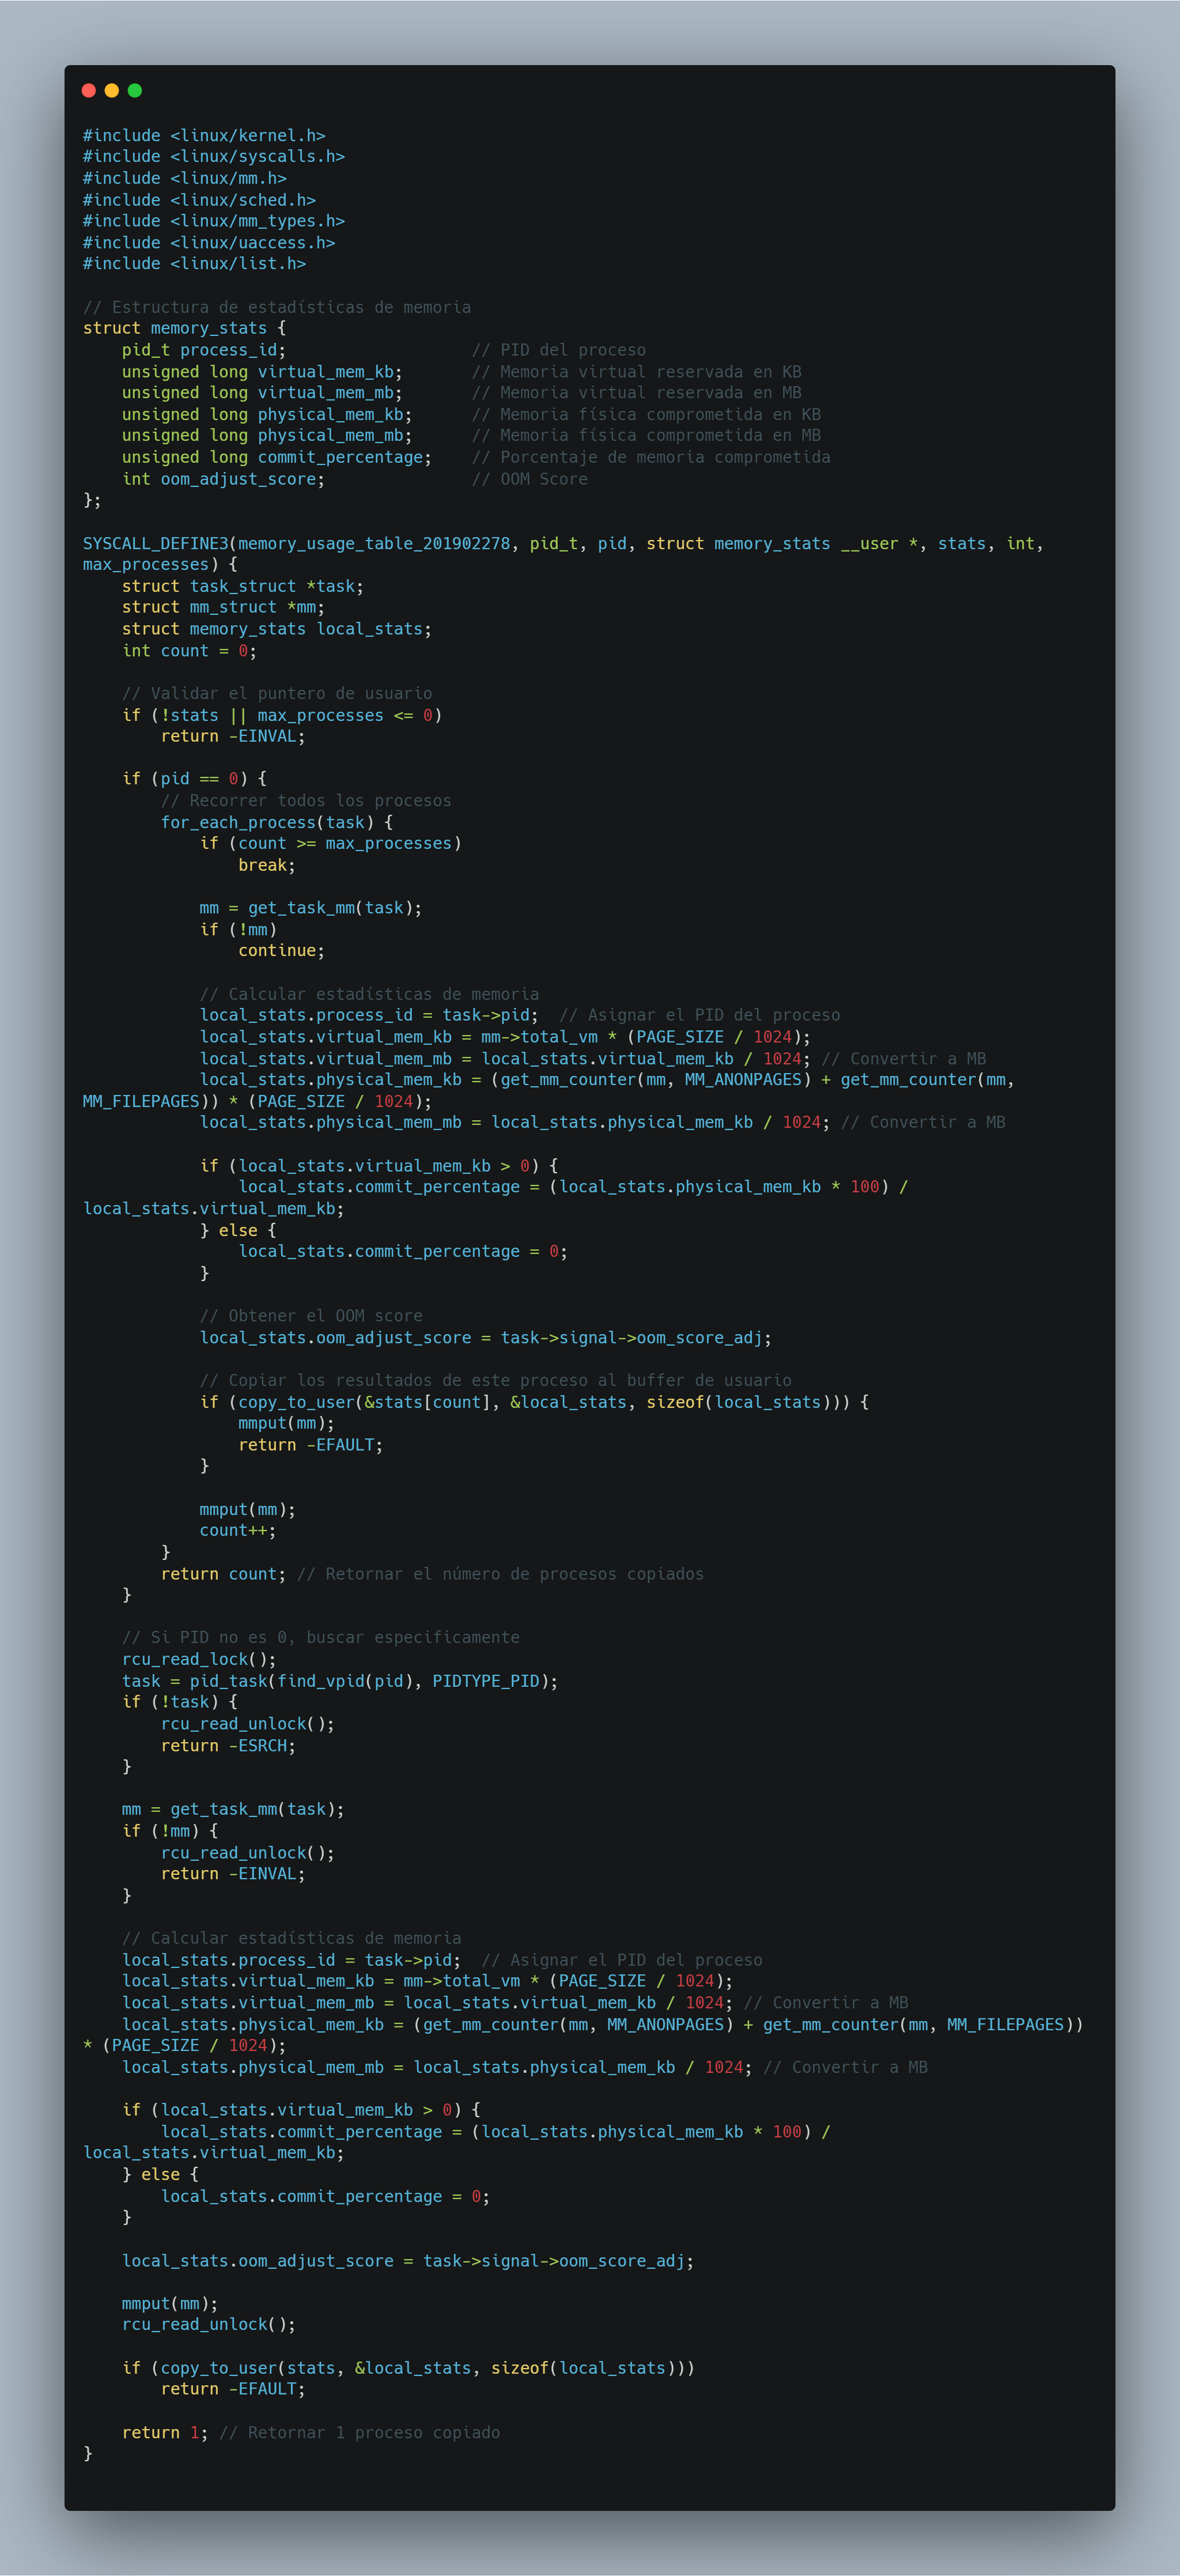 #include <linux/kernel.h>
#include <linux/syscalls.h>
#include <linux/mm.h>
#include <linux/sched.h>
#include <linux/mm_types.h>
#include <linux/uaccess.h>
#include <linux/list.h>

// Estructura de estadísticas de memoria
struct memory_stats {
    pid_t process_id;                   // PID del proceso
    unsigned long virtual_mem_kb;       // Memoria virtual reservada en KB
    unsigned long virtual_mem_mb;       // Memoria virtual reservada en MB
    unsigned long physical_mem_kb;      // Memoria física comprometida en KB
    unsigned long physical_mem_mb;      // Memoria física comprometida en MB
    unsigned long commit_percentage;    // Porcentaje de memoria comprometida
    int oom_adjust_score;               // OOM Score
};

SYSCALL_DEFINE3(memory_usage_table_201902278, pid_t, pid, struct memory_stats __user *, stats, int,
max_processes) {
    struct task_struct *task;
    struct mm_struct *mm;
    struct memory_stats local_stats;
    int count = 0;

    // Validar el puntero de usuario
    if (!stats || max_processes <= 0)
        return -EINVAL;

    if (pid == 0) {
        // Recorrer todos los procesos
        for_each_process(task) {
            if (count >= max_processes)
                break;

            mm = get_task_mm(task);
            if (!mm)
                continue;

            // Calcular estadísticas de memoria
            local_stats.process_id = task->pid;  // Asignar el PID del proceso
            local_stats.virtual_mem_kb = mm->total_vm * (PAGE_SIZE / 1024);
            local_stats.virtual_mem_mb = local_stats.virtual_mem_kb / 1024; // Convertir a MB
            local_stats.physical_mem_kb = (get_mm_counter(mm, MM_ANONPAGES) + get_mm_counter(mm,
MM_FILEPAGES)) * (PAGE_SIZE / 1024);
            local_stats.physical_mem_mb = local_stats.physical_mem_kb / 1024; // Convertir a MB

            if (local_stats.virtual_mem_kb > 0) {
                local_stats.commit_percentage = (local_stats.physical_mem_kb * 100) /
local_stats.virtual_mem_kb;
            } else {
                local_stats.commit_percentage = 0;
            }

            // Obtener el OOM score
            local_stats.oom_adjust_score = task->signal->oom_score_adj;

            // Copiar los resultados de este proceso al buffer de usuario
            if (copy_to_user(&stats[count], &local_stats, sizeof(local_stats))) {
                mmput(mm);
                return -EFAULT;
            }

            mmput(mm);
            count++;
        }
        return count; // Retornar el número de procesos copiados
    }

    // Si PID no es 0, buscar especificamente
    rcu_read_lock();
    task = pid_task(find_vpid(pid), PIDTYPE_PID);
    if (!task) {
        rcu_read_unlock();
        return -ESRCH;
    }

    mm = get_task_mm(task);
    if (!mm) {
        rcu_read_unlock();
        return -EINVAL;
    }

    // Calcular estadísticas de memoria
    local_stats.process_id = task->pid;  // Asignar el PID del proceso
    local_stats.virtual_mem_kb = mm->total_vm * (PAGE_SIZE / 1024);
    local_stats.virtual_mem_mb = local_stats.virtual_mem_kb / 1024; // Convertir a MB
    local_stats.physical_mem_kb = (get_mm_counter(mm, MM_ANONPAGES) + get_mm_counter(mm, MM_FILEPAGES))
* (PAGE_SIZE / 1024);
    local_stats.physical_mem_mb = local_stats.physical_mem_kb / 1024; // Convertir a MB

    if (local_stats.virtual_mem_kb > 0) {
        local_stats.commit_percentage = (local_stats.physical_mem_kb * 100) /
local_stats.virtual_mem_kb;
    } else {
        local_stats.commit_percentage = 0;
    }

    local_stats.oom_adjust_score = task->signal->oom_score_adj;

    mmput(mm);
    rcu_read_unlock();

    if (copy_to_user(stats, &local_stats, sizeof(local_stats)))
        return -EFAULT;

    return 1; // Retornar 1 proceso copiado
}